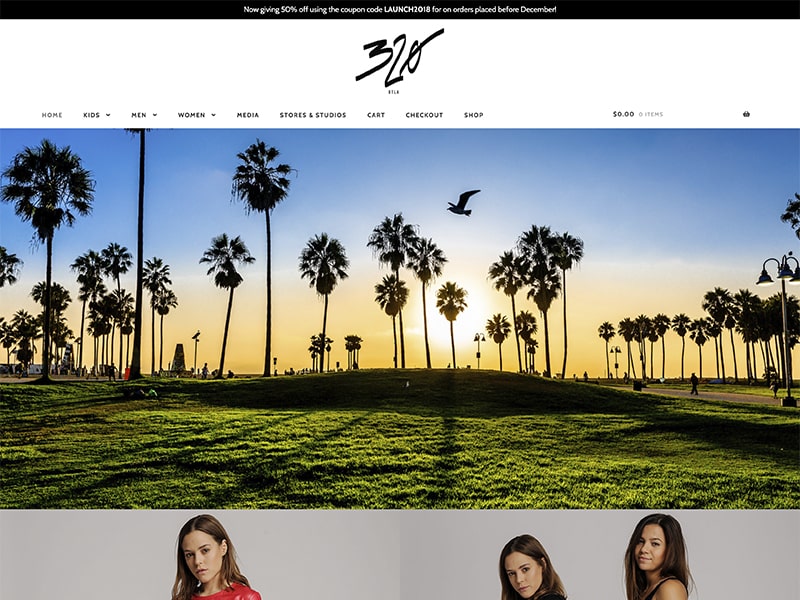 Now giving 50% off using the coupon code LAUNCH2018 for on orders placed before December!
320
HOME KIDS MEN WOMEN MEDIA STORES & STUDIOS CART CHECKOUT SHOP $0.00 0 ITEMS